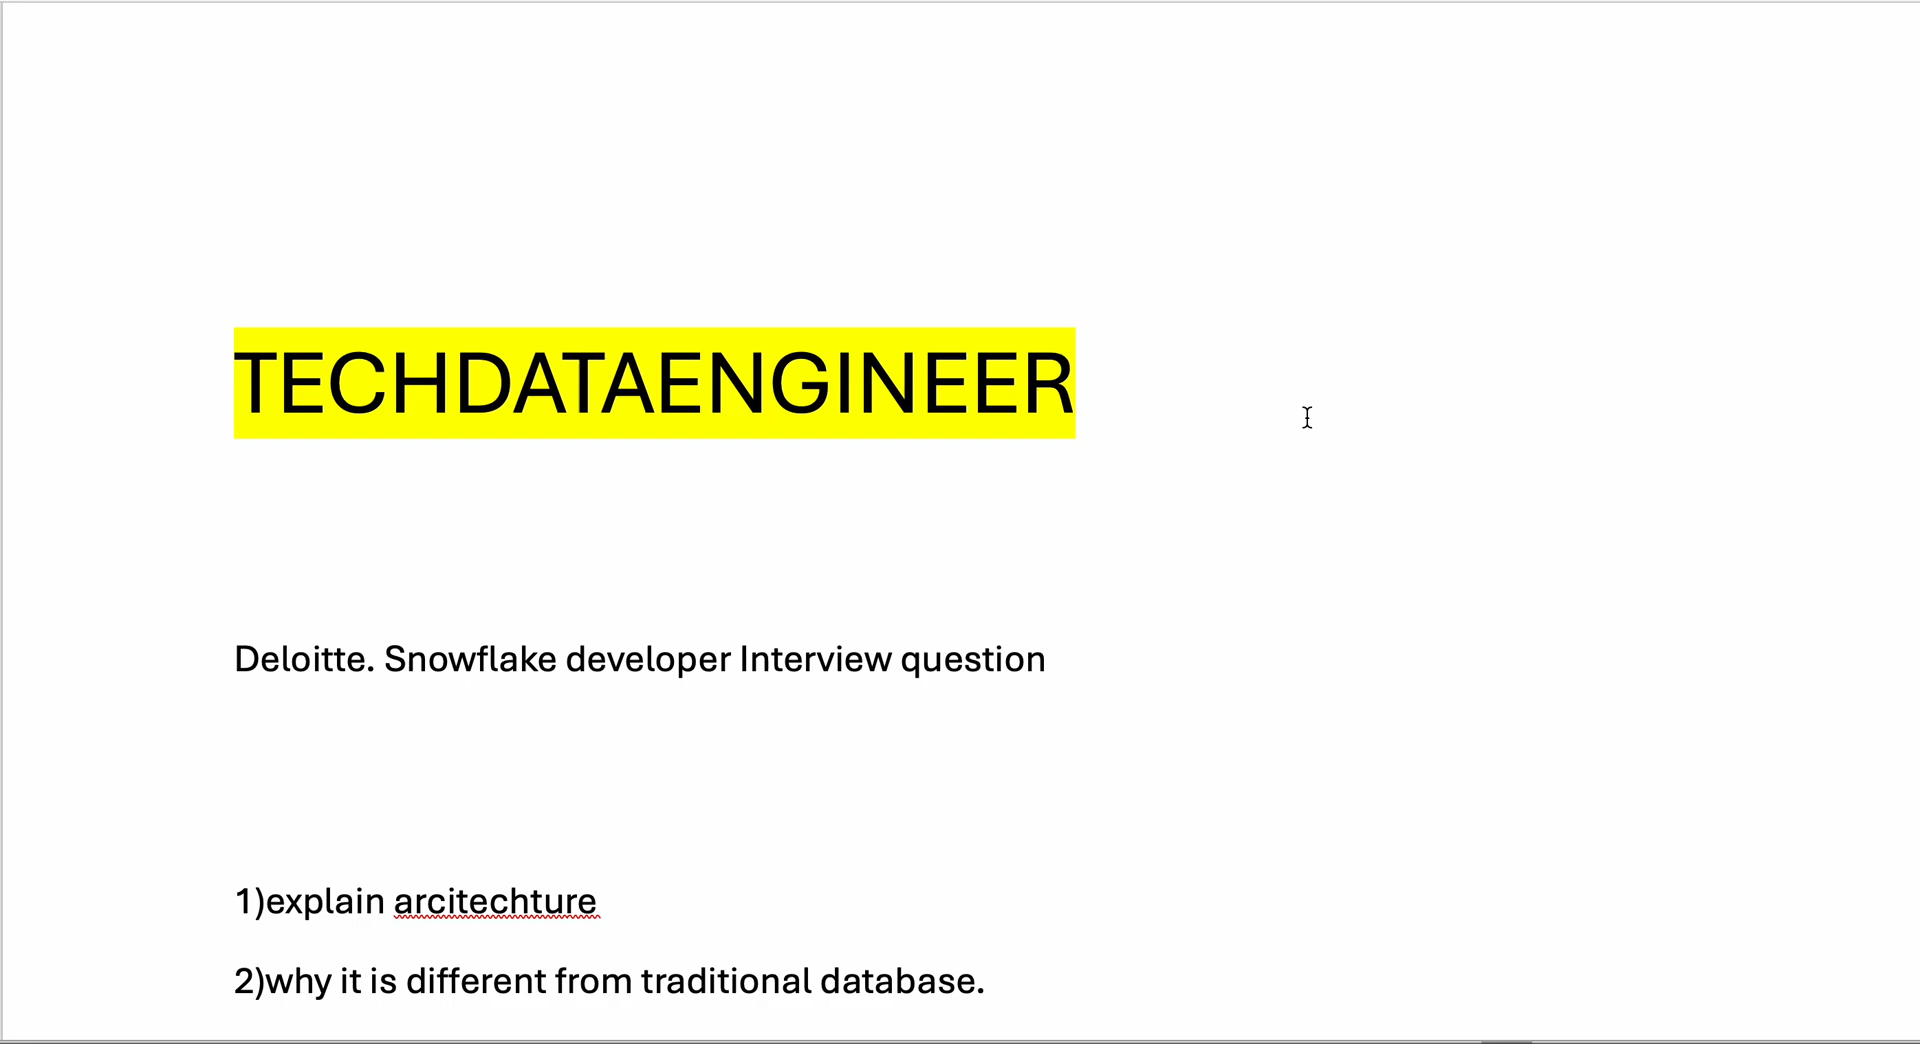 TECHDATAENGINEER
Deloitte. Snowflake developer Interview question
1)explain arcitechture
2)why it is different from traditional database.